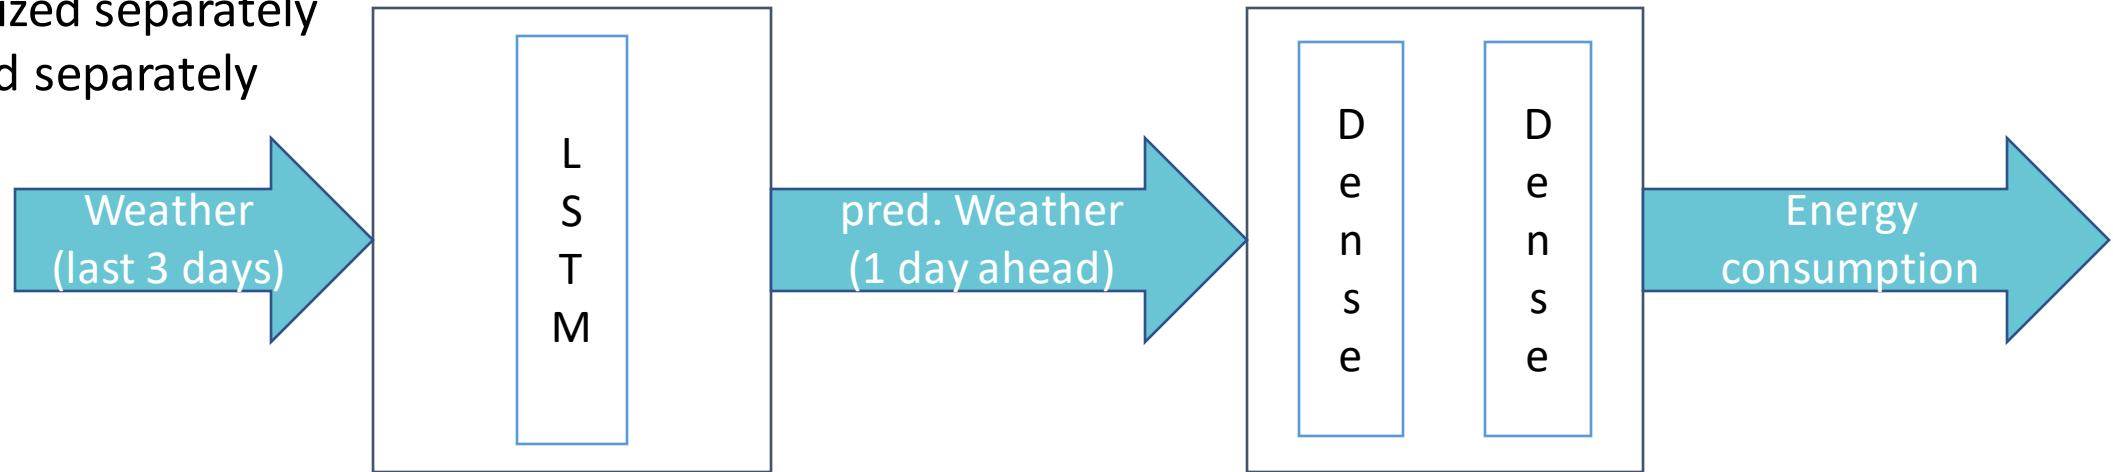 ized separately
d separately
Weather
(last 3 days)
L
S
T
M
pred. Weather
(1 day ahead)
D
e
n
s
e
D
e
n
s
e
Energy
consumption